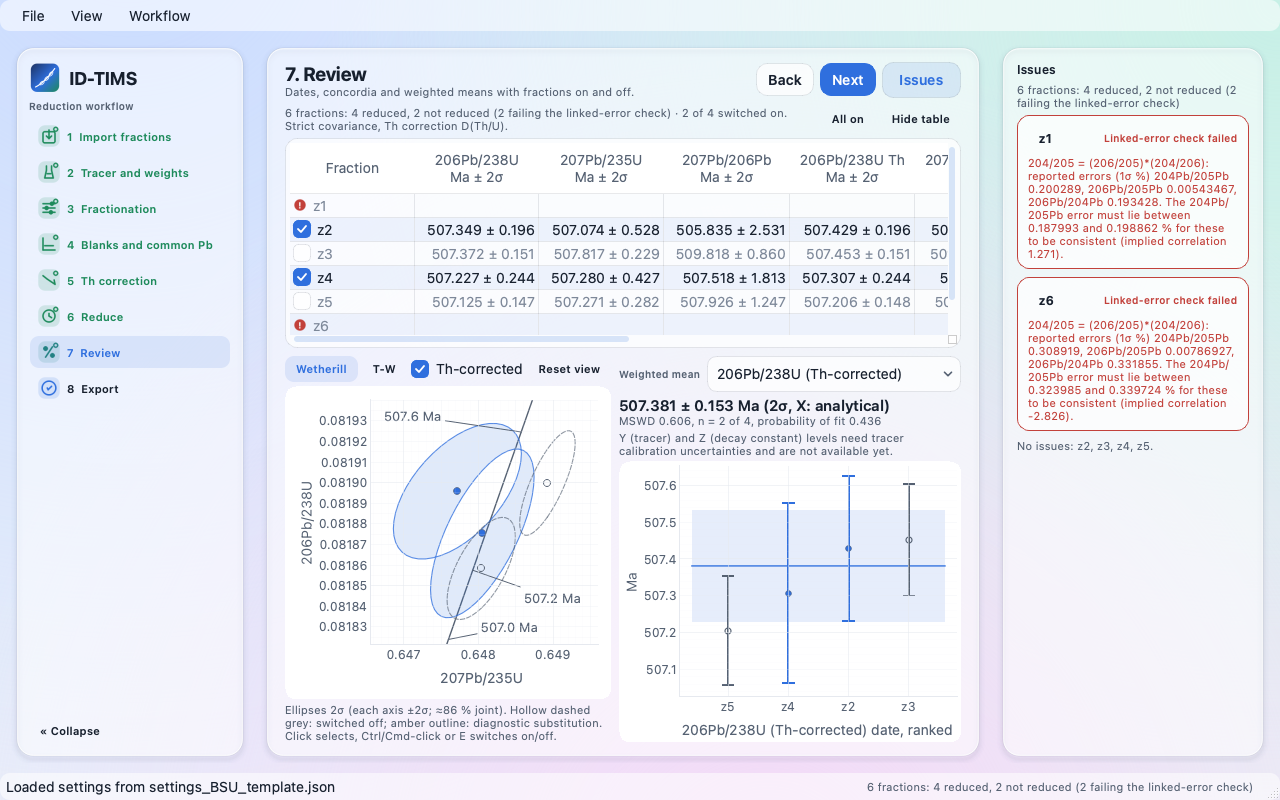 File View Workflow
ID-TIMS
Reduction workflow
1 Import fractions
2 Tracer and weights
3 Fractionation
4 Blanks and common Pb
5 Th correction
6 Reduce
7 Review
8 Export
« Collapse
7. Review
Dates, concordia and weighted means with fractions on and off.
Back Next Issues
6 fractions: 4 reduced, 2 not reduced (2 failing the linked-error check) · 2 of 4 switched on.
Strict covariance, Th correction D(Th/U).
All on Hide table
Fraction 206Pb/238U 207Pb/235U 207Pb/206Pb 206Pb/238U Th 207
Ma ± 2σ Ma ± 2σ Ma ± 2σ Ma ± 2σ
z1
z2 507.349 ± 0.196 507.074 ± 0.528 505.835 ± 2.531 507.429 ± 0.196 50
z3 507.372 ± 0.151 507.817 ± 0.229 509.818 ± 0.860 507.453 ± 0.151 50
z4 507.227 ± 0.244 507.280 ± 0.427 507.518 ± 1.813 507.307 ± 0.244 5
z5 507.125 ± 0.147 507.271 ± 0.282 507.926 ± 1.247 507.206 ± 0.148 50
z6
Wetherill T-W Th-corrected Reset view
507.6 Ma
0.08193
0.08192
0.08191
0.08190
0.08189
0.08188
0.08187
0.08186
0.08185
0.08184
0.08183
206Pb/238U
507.2 Ma
507.0 Ma
0.647 0.648 0.649
207Pb/235U
Ellipses 2σ (each axis ±2σ; ≈86 % joint). Hollow dashed
grey: switched off; amber outline: diagnostic substitution.
Click selects, Ctrl/Cmd-click or E switches on/off.
Weighted mean 206Pb/238U (Th-corrected)
507.381 ± 0.153 Ma (2σ, X: analytical)
MSWD 0.606, n = 2 of 4, probability of fit 0.436
Y (tracer) and Z (decay constant) levels need tracer
calibration uncertainties and are not available yet.
507.6
507.5
507.4
507.3
507.2
507.1
Ma
z5 z4 z2 z3
206Pb/238U (Th-corrected) date, ranked
Issues
6 fractions: 4 reduced, 2 not reduced (2
failing the linked-error check)
z1 Linked-error check failed
204/205 = (206/205)*(204/206):
reported errors (1σ %) 204Pb/205Pb
0.200289, 206Pb/205Pb 0.00543467,
206Pb/204Pb 0.193428. The 204Pb/
205Pb error must lie between
0.187993 and 0.198862 % for these
to be consistent (implied correlation
1.271).
z6 Linked-error check failed
204/205 = (206/205)*(204/206):
reported errors (1σ %) 204Pb/205Pb
0.308919, 206Pb/205Pb 0.00786927,
206Pb/204Pb 0.331855. The 204Pb/
205Pb error must lie between
0.323985 and 0.339724 % for these
to be consistent (implied correlation
-2.826).
No issues: z2, z3, z4, z5.
Loaded settings from settings_BSU_template.json
6 fractions: 4 reduced, 2 not reduced (2 failing the linked-error check)